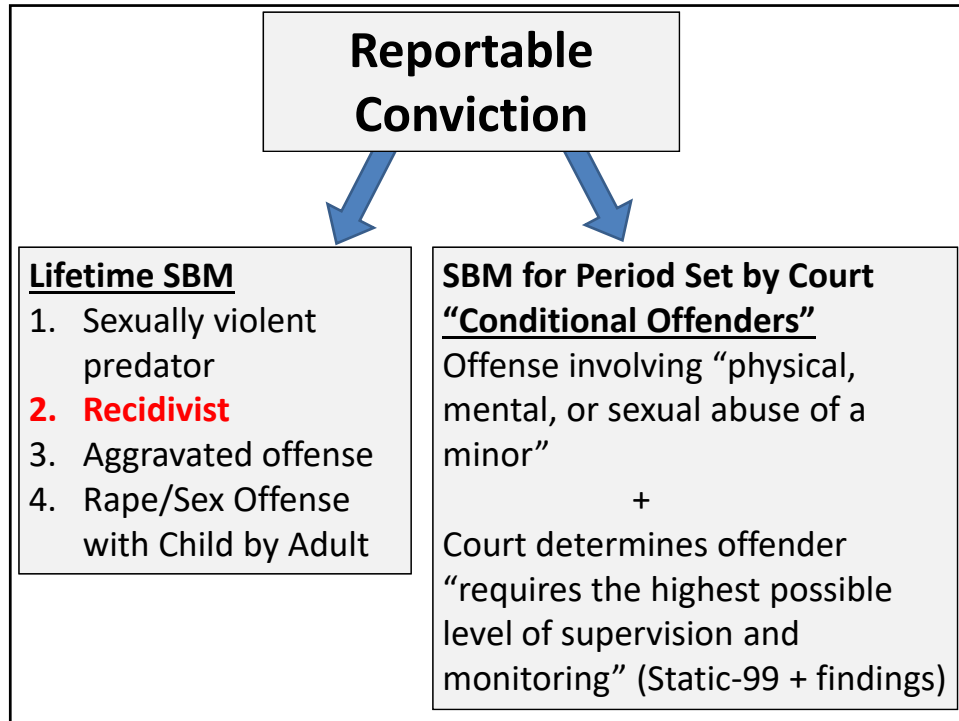 Reportable
Conviction
Lifetime SBM
1. Sexually violent
predator
2. Recidivist
3. Aggravated offense
4. Rape/Sex Offense
with Child by Adult
SBM for Period Set by Court
“Conditional Offenders”
Offense involving “physical,
mental, or sexual abuse of a
minor”
+
Court determines offender
“requires the highest possible
level of supervision and
monitoring” (Static-99 + findings)